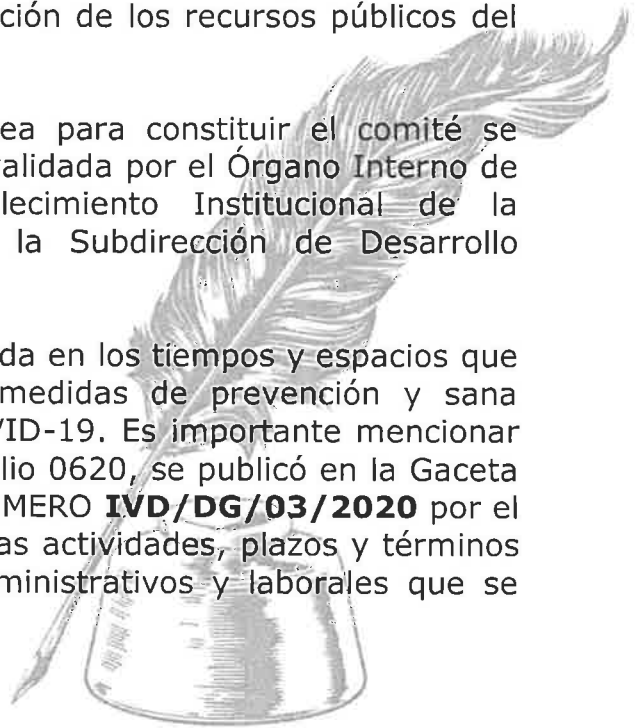 ción de los recursos públicos del
ea para constituir el comité se
alidada por el Órgano Interno de
lecimiento Institucional de la
la Subdirección de Desarrollo
da en los tiempos y espacios que
medidas de prevención y sana
VID-19. Es importante mencionar
lio 0620, se publicó en la Gaceta
MERO IVD/DG/03/2020 por el
as actividades, plazos y términos
ministrativos y laborales que se